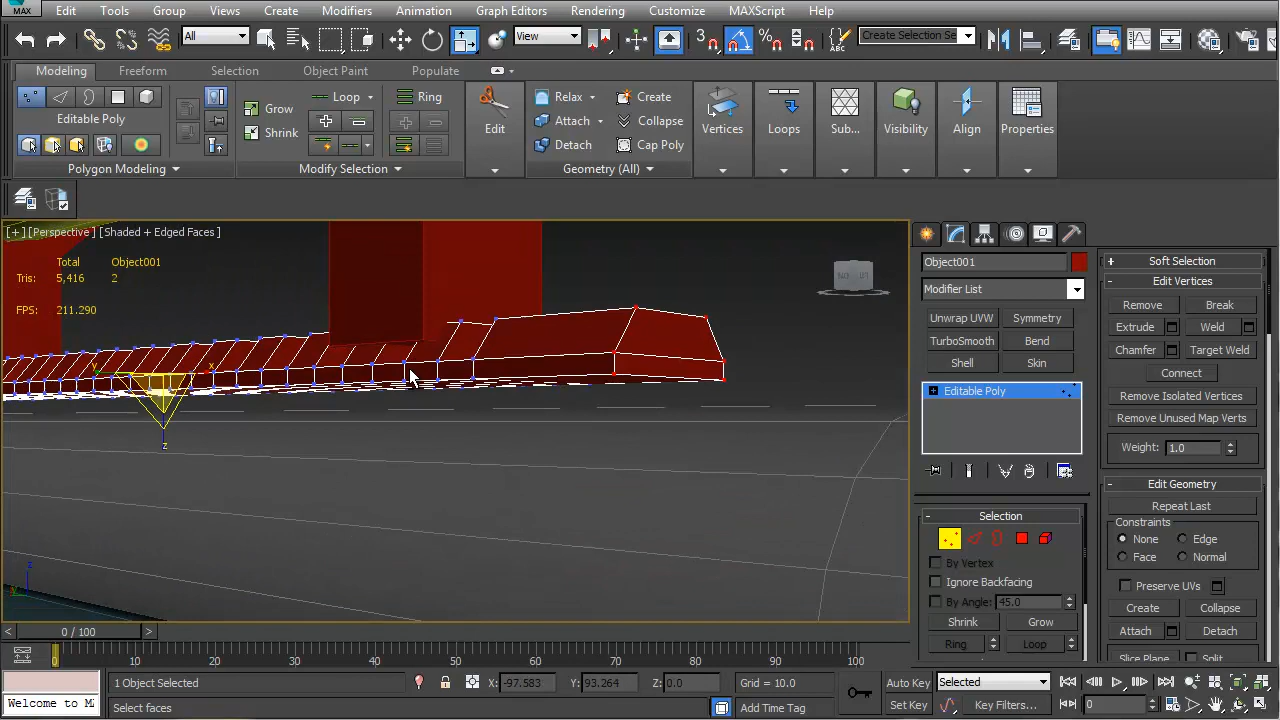 MAX Edit Tools Group Views Create Modifiers Animation Graph Editors Rendering Customize MAXScript Help
All View 3 Create Selection Se
Modeling Freeform Selection Object Paint Populate
Editable Poly
Polygon Modeling
Grow
Shrink
Loop Ring
Modify Selection
Edit
Relax Create
Attach Collapse
Detach Cap Poly
Geometry (All)
Vertices Loops Sub... Visibility Align Properties
[+] [Perspective] [Shaded + Edged Faces]
Total Object001
Tris: 5,416 2
FPS: 211.290
y x
z
z
Object001
Modifier List
Unwrap UVW Symmetry
TurboSmooth Bend
Shell Skin
Editable Poly
- Selection
By Vertex
Ignore Backfacing
By Angle: 45.0
Shrink Grow
Ring Loop
+ Soft Selection
- Edit Vertices
Remove Break
Extrude Weld
Chamfer Target Weld
Connect
Remove Isolated Vertices
Remove Unused Map Verts
Weight: 1.0
- Edit Geometry
Repeat Last
Constraints
None Edge
Face Normal
Preserve UVs
Create Collapse
Attach Detach
Slice Plane Split
< 0 / 100 >
0 10 20 30 40 50 60 70 80 90 100
1 Object Selected X: -97.583 Y: 93.264 Z: 0.0 Grid = 10.0 Auto Key Selected
Welcome to M Select faces Add Time Tag Set Key Key Filters... 0